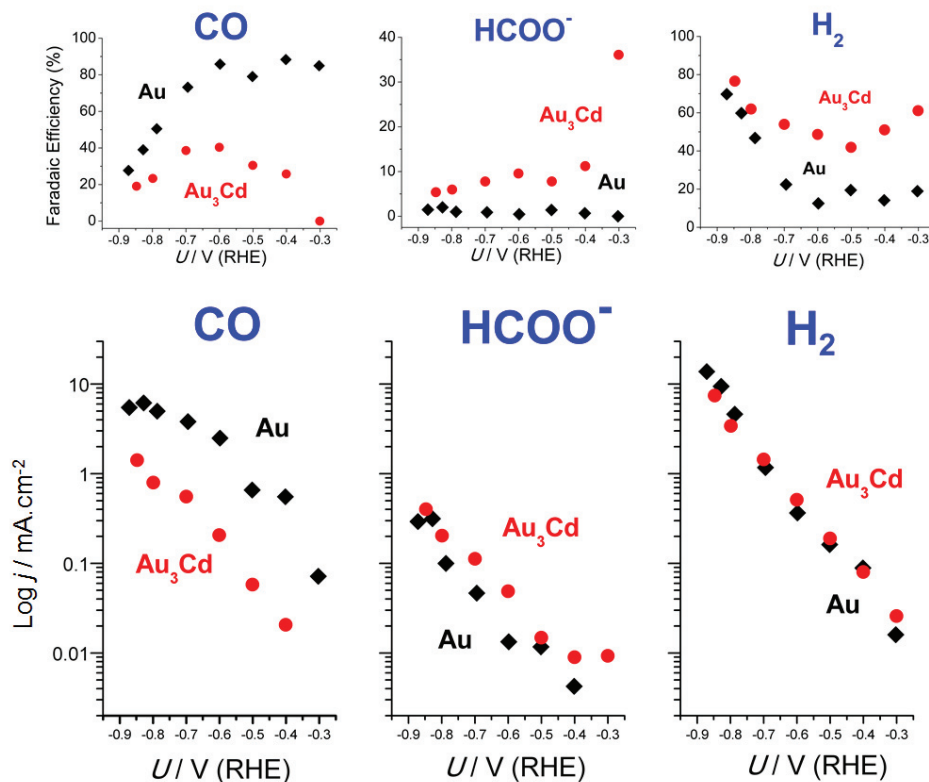 CO
HCOO⁻
H₂
Faradaic Efficiency (%)
100
80
60
40
20
0
Au
Au₃Cd
-0.9 -0.8 -0.7 -0.6 -0.5 -0.4 -0.3
U / V (RHE)
40
30
20
10
0
Au₃Cd
Au
-0.9 -0.8 -0.7 -0.6 -0.5 -0.4 -0.3
U / V (RHE)
100
80
60
40
20
0
Au₃Cd
Au
-0.9 -0.8 -0.7 -0.6 -0.5 -0.4 -0.3
U / V (RHE)
CO
HCOO⁻
H₂
Log j / mA.cm⁻²
10
1
0.1
0.01
Au
Au₃Cd
-0.9 -0.8 -0.7 -0.6 -0.5 -0.4 -0.3
U / V (RHE)
Au₃Cd
Au
-0.9 -0.8 -0.7 -0.6 -0.5 -0.4 -0.3
U / V (RHE)
Au₃Cd
Au
-0.9 -0.8 -0.7 -0.6 -0.5 -0.4 -0.3
U / V (RHE)